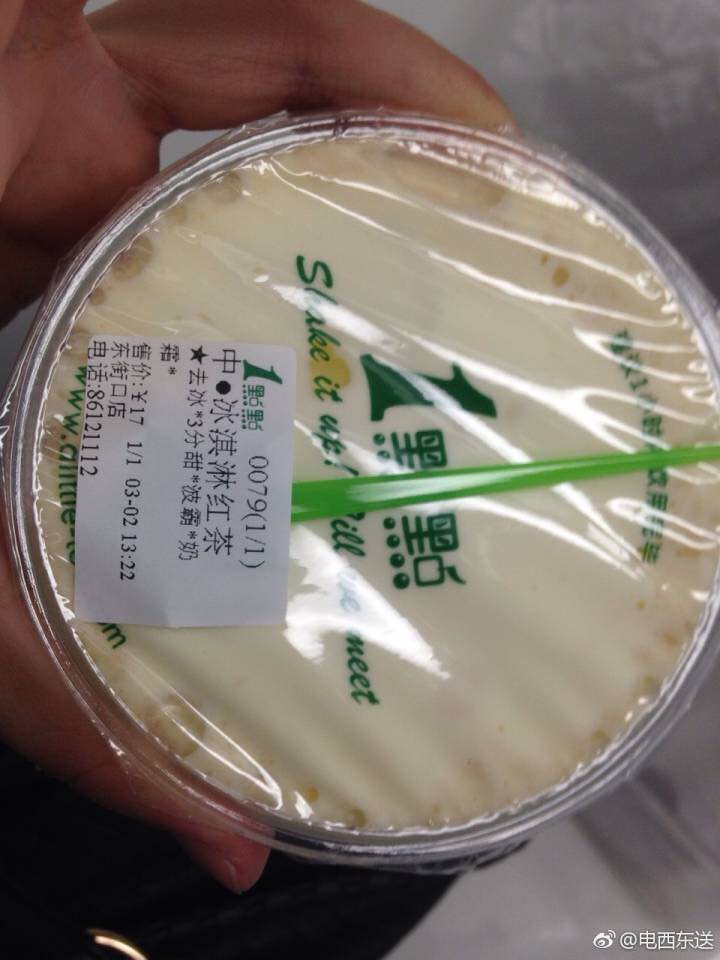 1點點 0079(1/1)
中●冰淇淋红茶
★去冰*3分甜*波霸*奶
霜*
售价:¥17 1/1 03-02 13:22
东街口店
电话:86121112
1點點
Shake it up!
meet
@电西东送